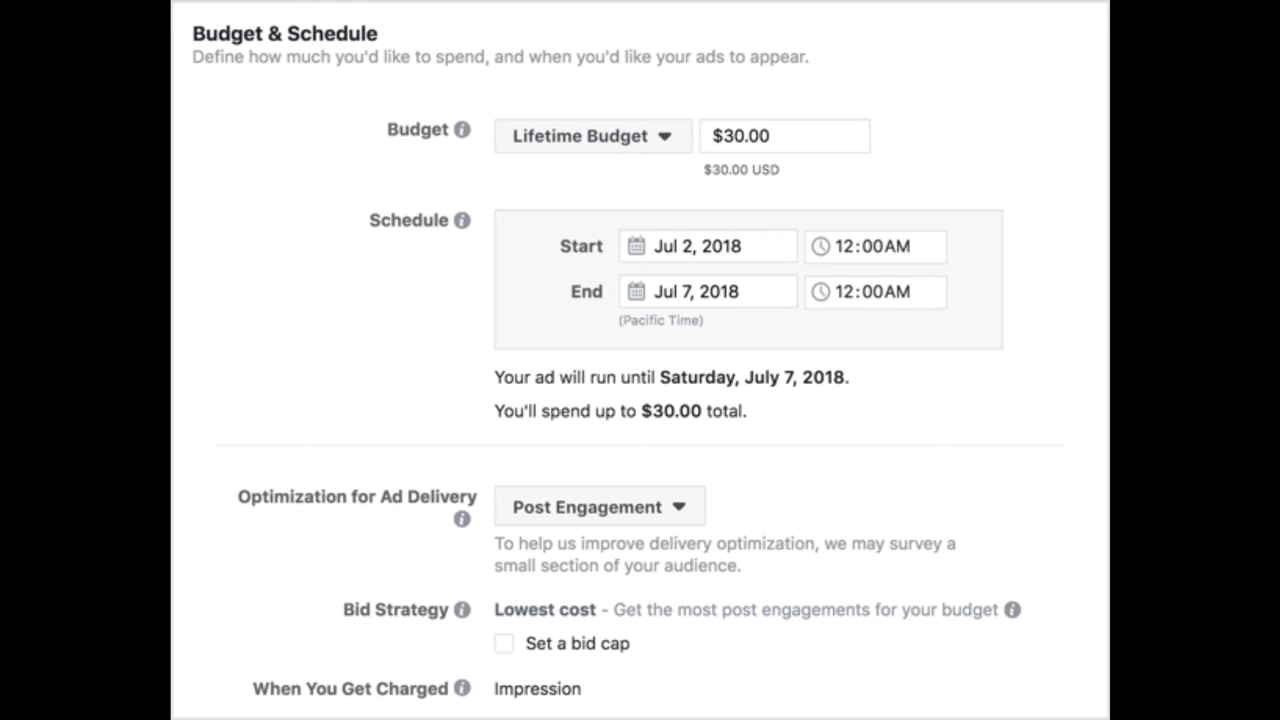 Budget & Schedule
Define how much you'd like to spend, and when you'd like your ads to appear.
Budget
Lifetime Budget
$30.00
$30.00 USD
Schedule
Start Jul 2, 2018 12:00AM
End Jul 7, 2018 12:00AM
(Pacific Time)
Your ad will run until Saturday, July 7, 2018.
You'll spend up to $30.00 total.
Optimization for Ad Delivery
Post Engagement
To help us improve delivery optimization, we may survey a
small section of your audience.
Bid Strategy
Lowest cost - Get the most post engagements for your budget
Set a bid cap
When You Get Charged
Impression